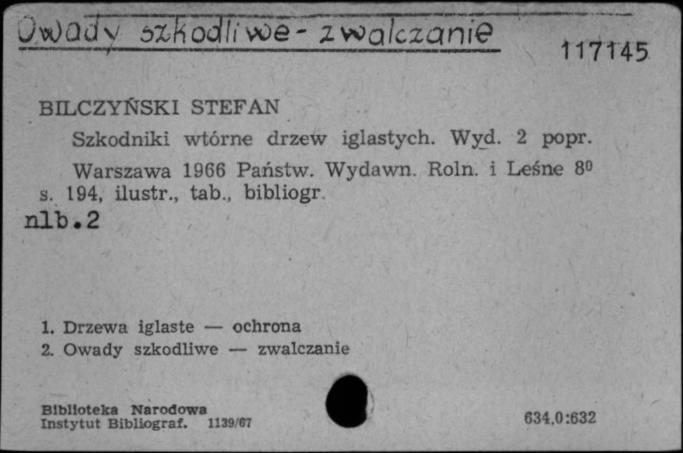 Owady szkodliwe - zwalczanie
117145
BILCZYŃSKI STEFAN
Szkodniki wtórne drzew iglastych. Wyd. 2 popr.
Warszawa 1966 Państw. Wydawn. Roln. i Leśne 8⁰
s. 194, ilustr., tab., bibliogr.
nlb.2
1. Drzewa iglaste — ochrona
2. Owady szkodliwe — zwalczanie
Biblioteka Narodowa
Instytut Bibliograf. 1139/67
634.0:632